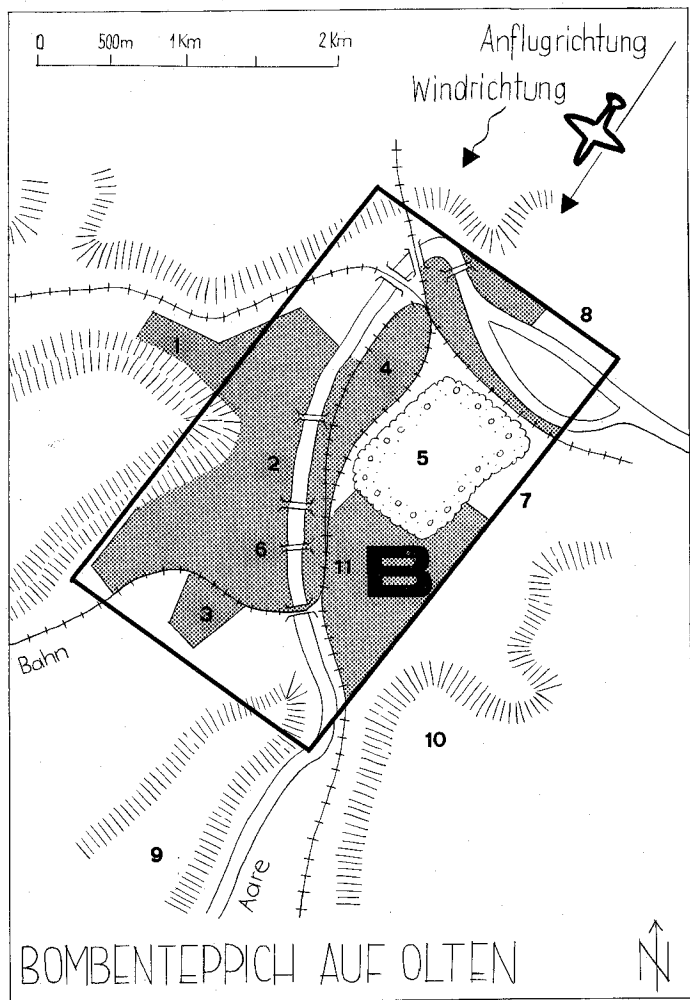 0 500m 1Km 2Km
Anflugrichtung
Windrichtung
8
1
4
5
2
7
6
11 B
3
Bahn
10
9
Aare
BOMBENTEPPICH AUF OLTEN
N